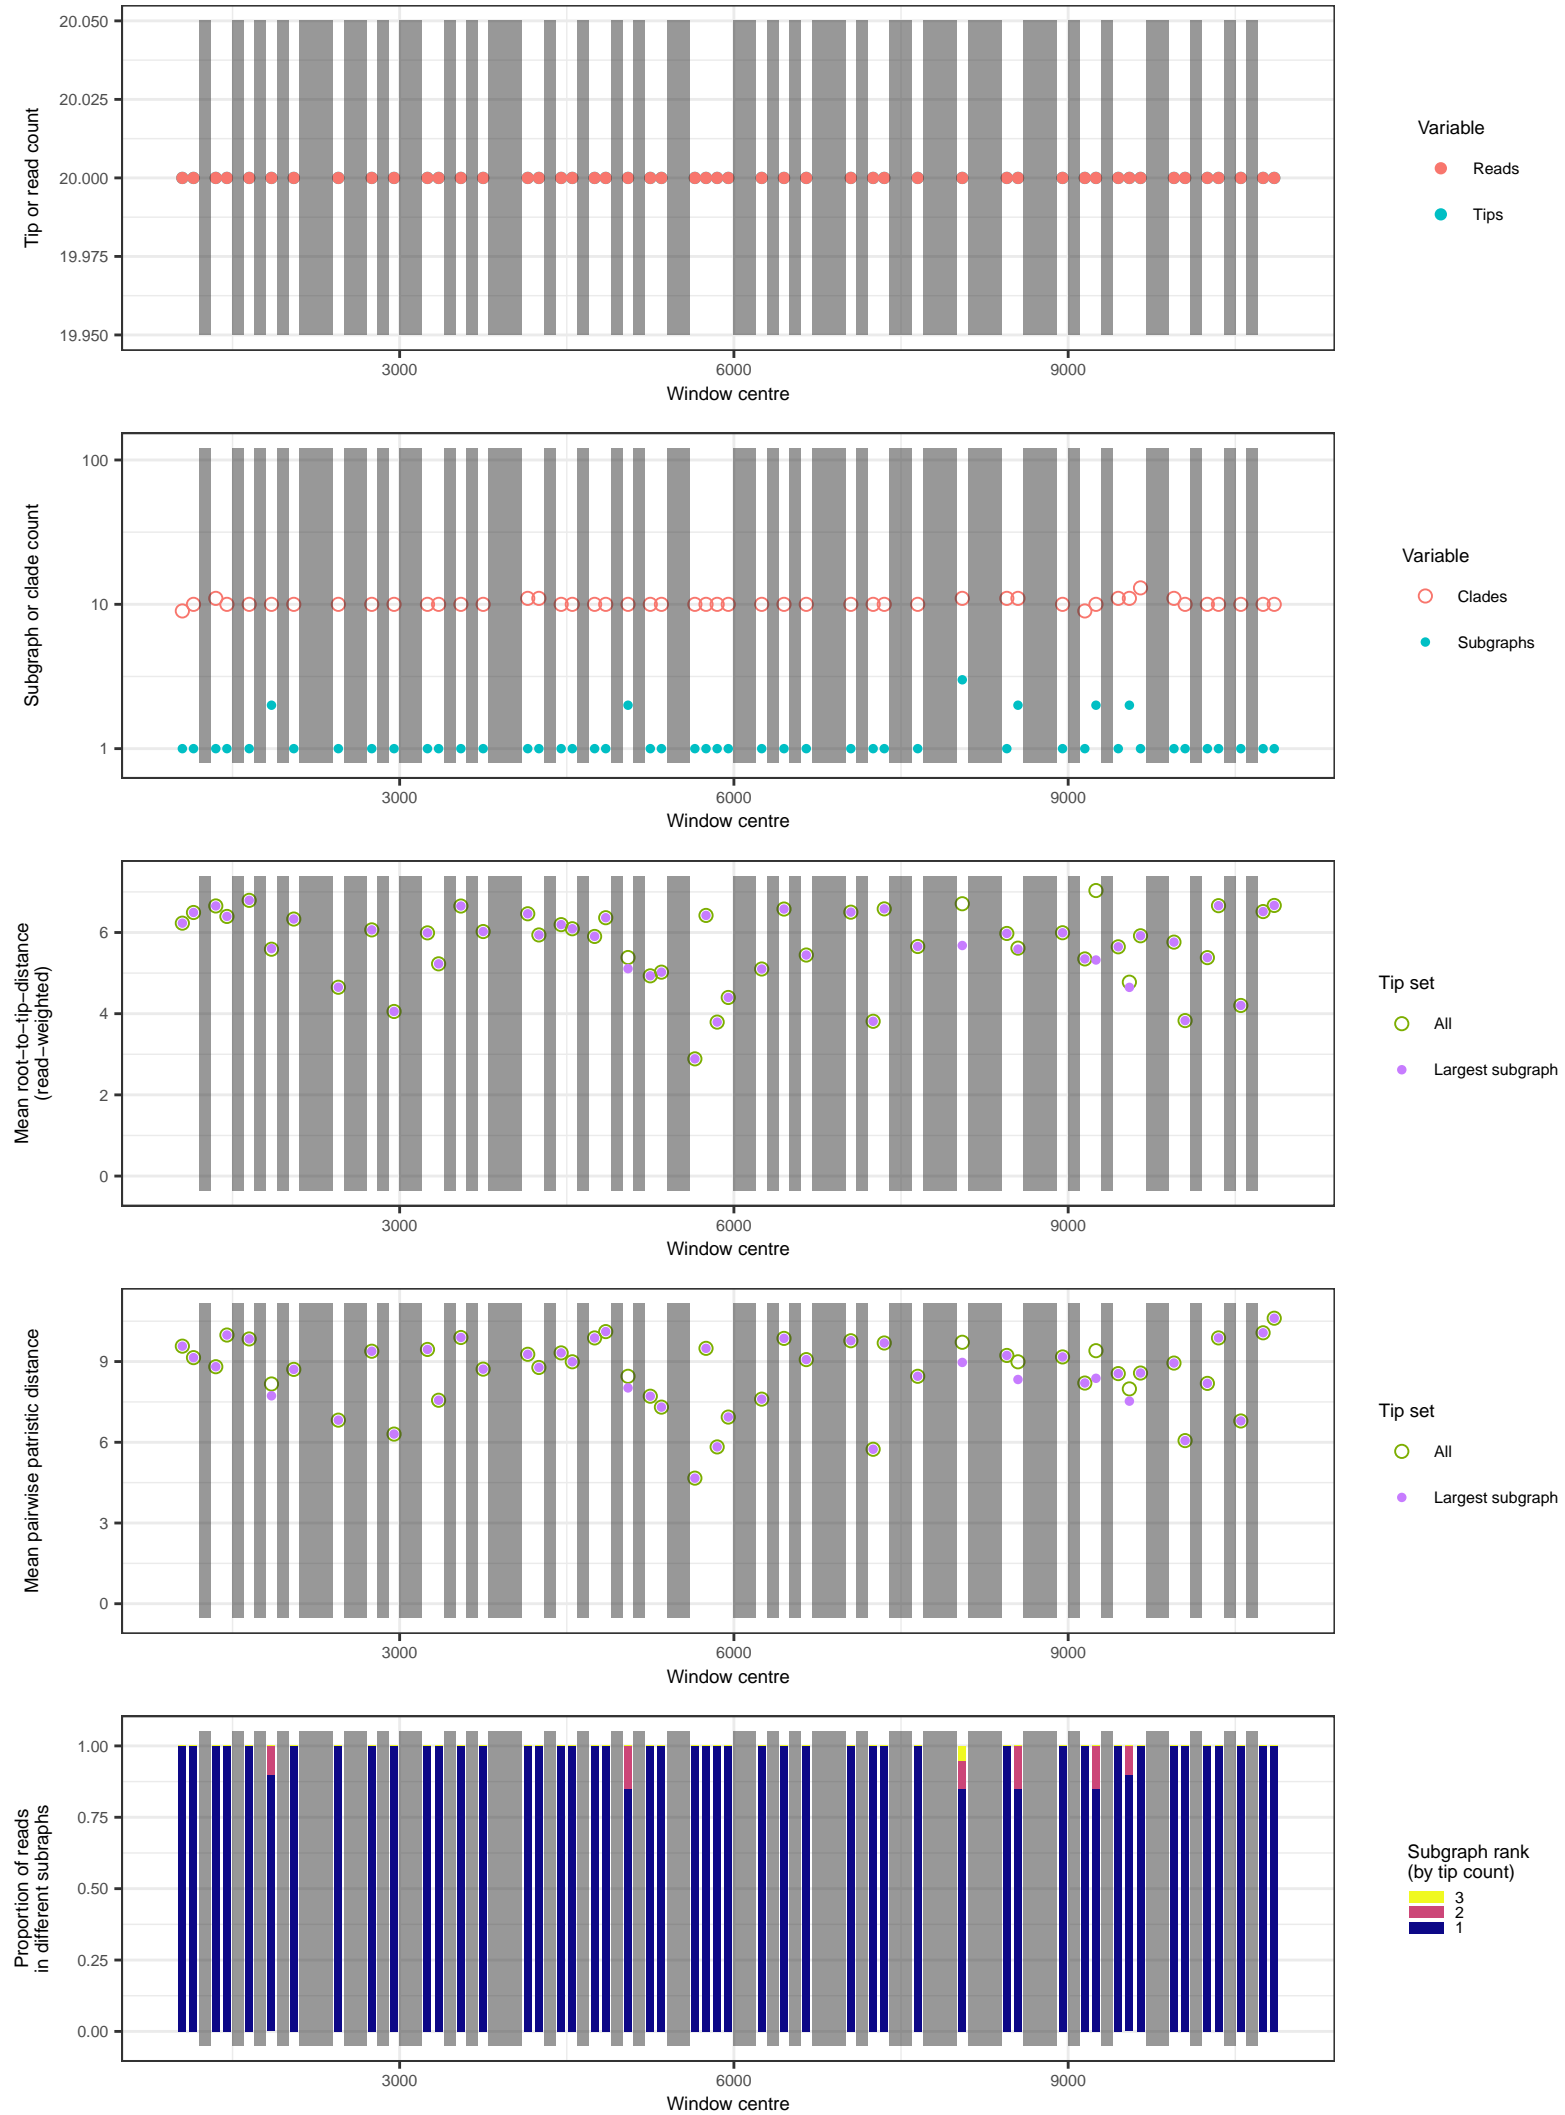 20.050
20.025
20.000
19.975
19.950
Tip or read count
3000
6000
9000
Window centre
Variable
Reads
Tips
100
10
1
Subgraph or clade count
3000
6000
9000
Window centre
Variable
Clades
Subgraphs
6
4
2
0
Mean root−to−tip−distance
(read−weighted)
3000
6000
9000
Window centre
Tip set
All
Largest subgraph
9
6
3
0
Mean pairwise patristic distance
3000
6000
9000
Window centre
Tip set
All
Largest subgraph
1.00
0.75
0.50
0.25
0.00
Proportion of reads
in different subraphs
3000
6000
9000
Window centre
Subgraph rank
(by tip count)
3
2
1